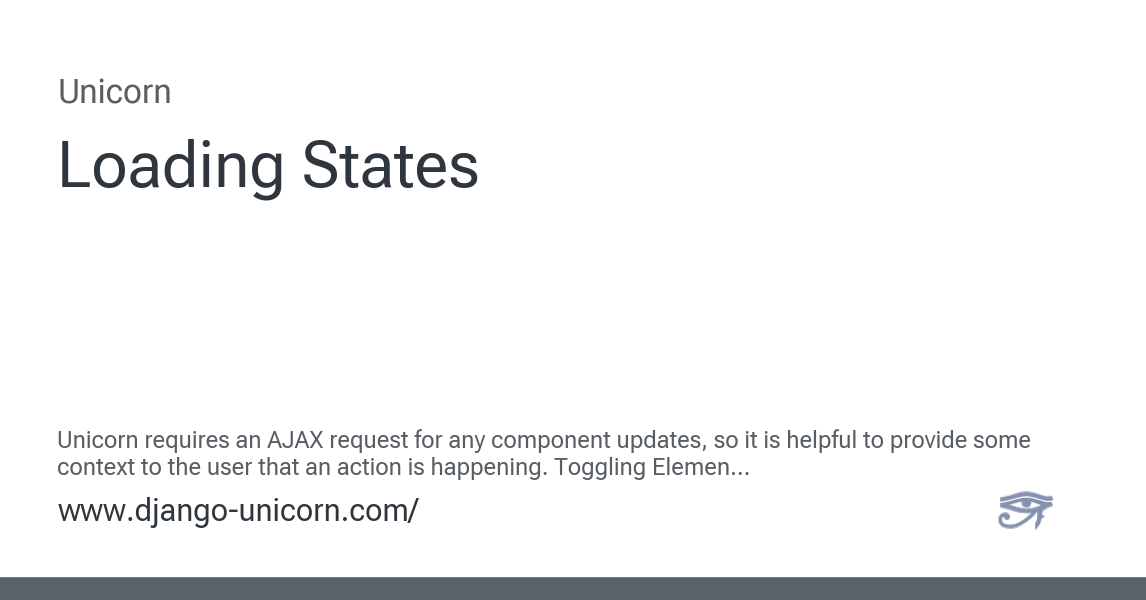 Unicorn
Loading States
Unicorn requires an AJAX request for any component updates, so it is helpful to provide some
context to the user that an action is happening. Toggling Elemen...
www.django-unicorn.com/